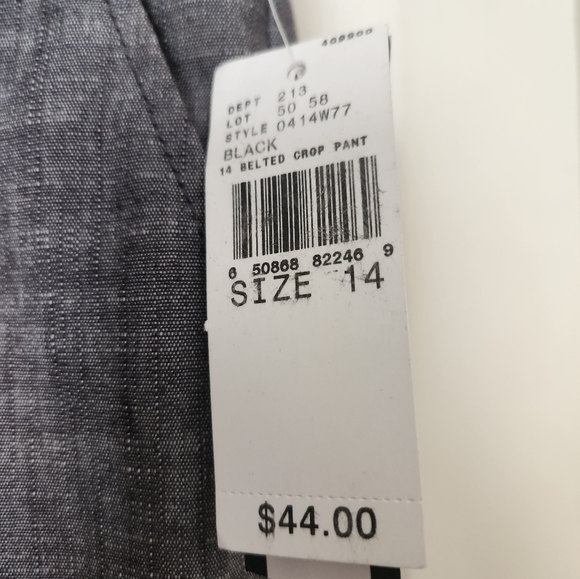 DEPT 213
LOT 50 58
STYLE 0414W77
BLACK
14 BELTED CROP PANT
6 50868 82246 9
SIZE 14
$44.00